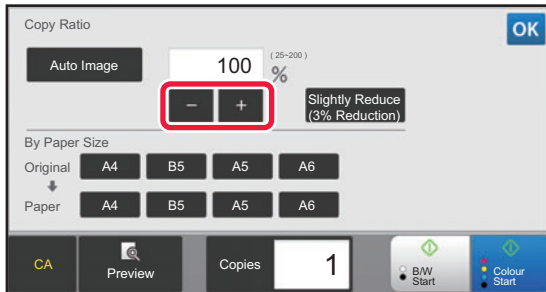 Copy Ratio
OK
Auto Image
100
(25~200)
%
− +
Slightly Reduce
(3% Reduction)
By Paper Size
Original A4 B5 A5 A6
Paper A4 B5 A5 A6
CA
Preview
Copies
1
B/W
Start
Colour
Start